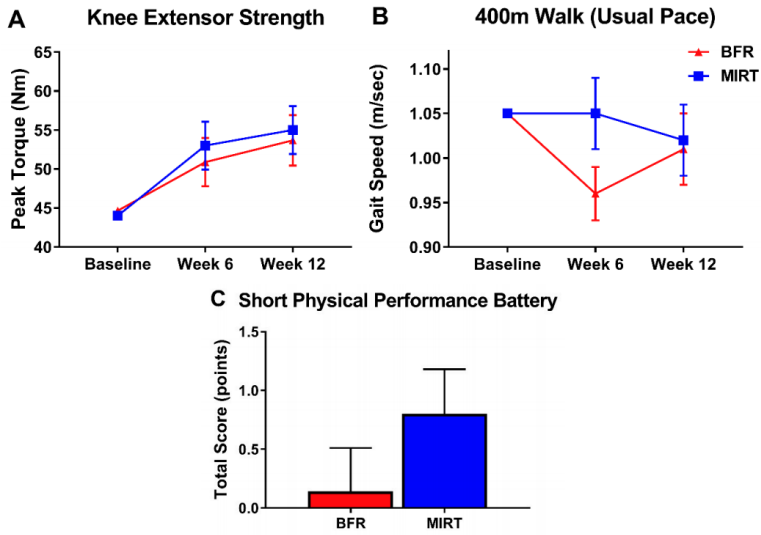 A Knee Extensor Strength
Peak Torque (Nm)
65
60
55
50
45
40
Baseline Week 6 Week 12
B 400m Walk (Usual Pace)
BFR
MIRT
Gait Speed (m/sec)
1.10
1.05
1.00
0.95
0.90
Baseline Week 6 Week 12
C Short Physical Performance Battery
Total Score (points)
1.5
1.0
0.5
0.0
BFR MIRT